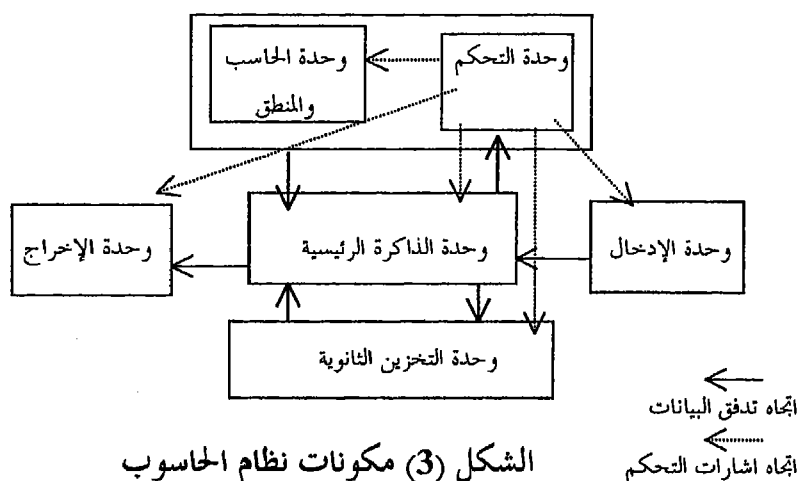 وحدة التحكم
وحدة الحاسب
والمنطق
وحدة الإدخال
وحدة الذاكرة الرئيسية
وحدة الإخراج
وحدة التخزين الثانوية
اتجاه تدفق البيانات
اتجاه اشارات التحكم
الشكل (3) مكونات نظام الحاسوب